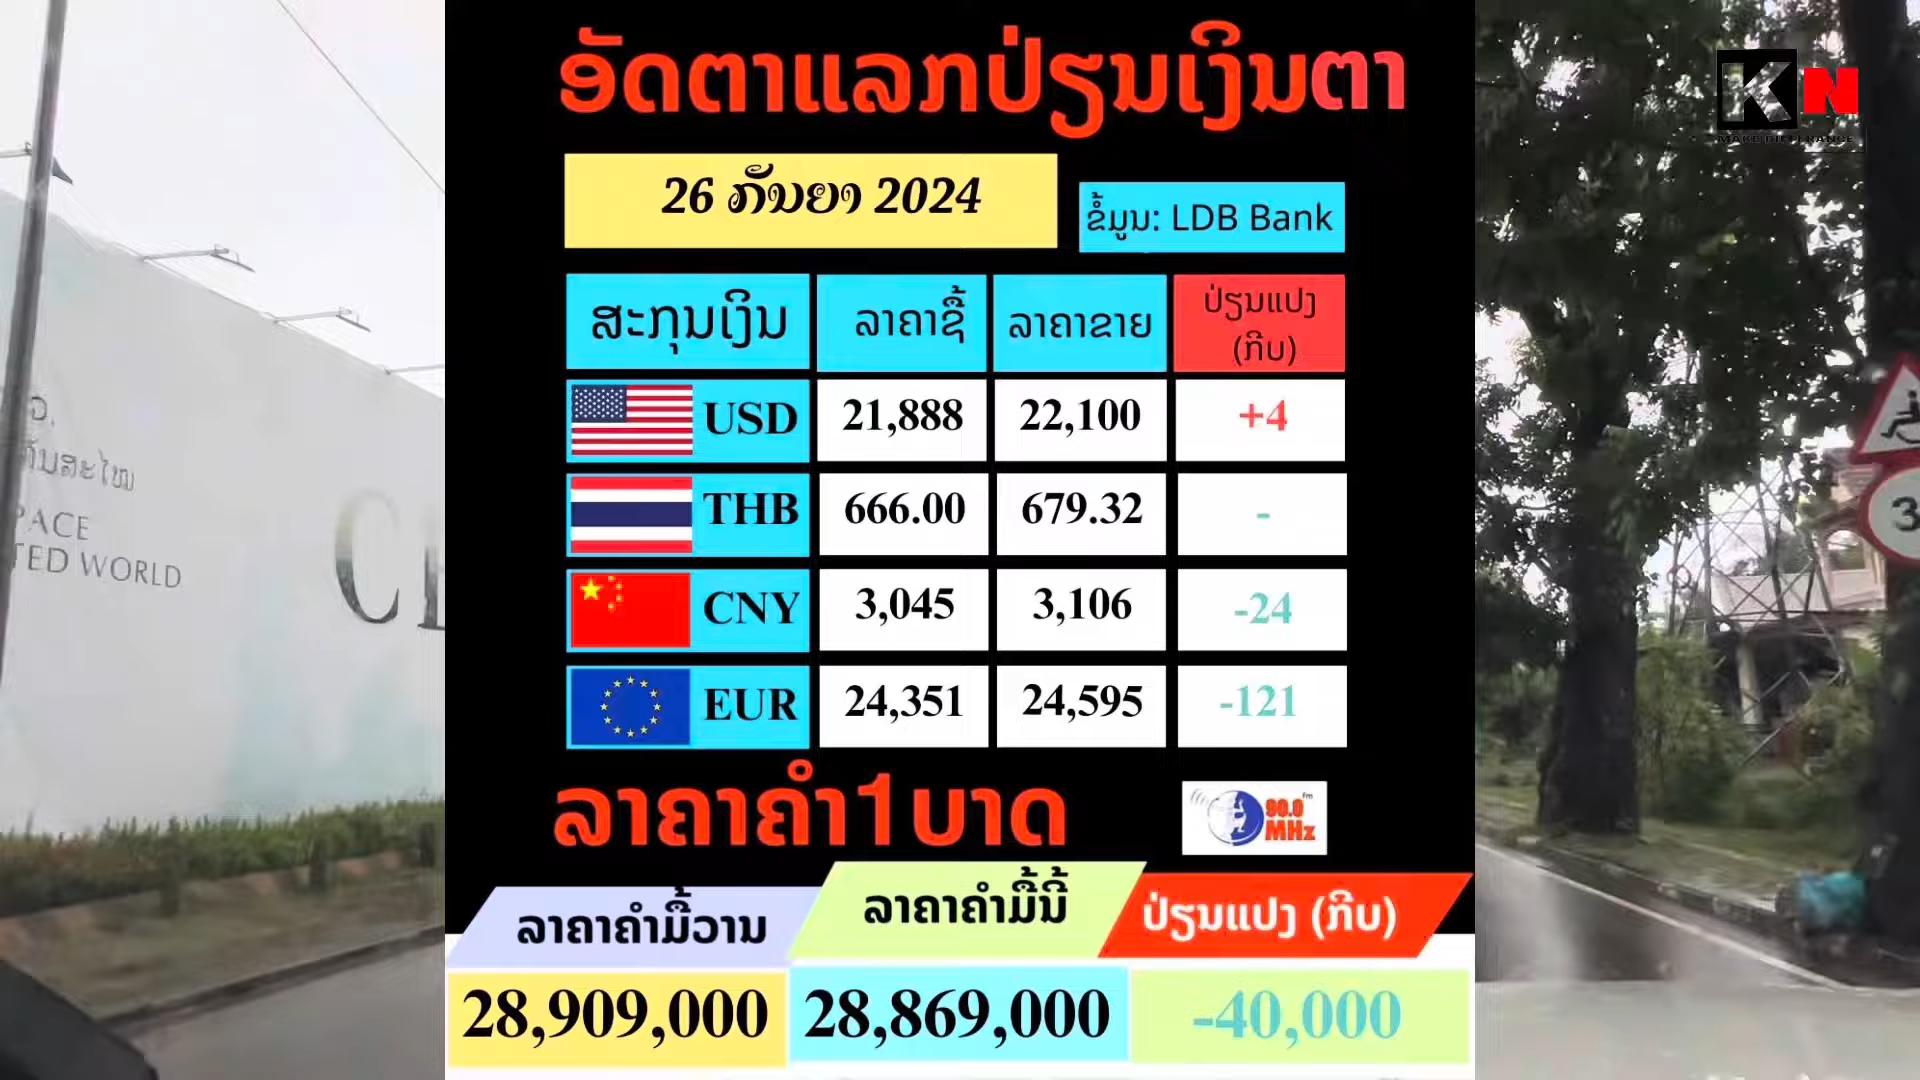 ອັດຕາແລກປ່ຽນເງິນຕາ
KN
26 ກັນຍາ 2024
ຂໍ້ມູນ: LDB Bank
ສະກຸນເງິນ ລາຄາຊື້ ລາຄາຂາຍ ປ່ຽນແປງ
(ກີບ)
USD 21,888 22,100 +4
THB 666.00 679.32 -
CNY 3,045 3,106 -24
EUR 24,351 24,595 -121
ລາຄາຄຳ1ບາດ
90.0 Fm
MHz
ລາຄາຄຳມື້ວານ ລາຄາຄຳມື້ນີ້ ປ່ຽນແປງ (ກີບ)
28,909,000 28,869,000 -40,000
PACE
TED WORLD
3